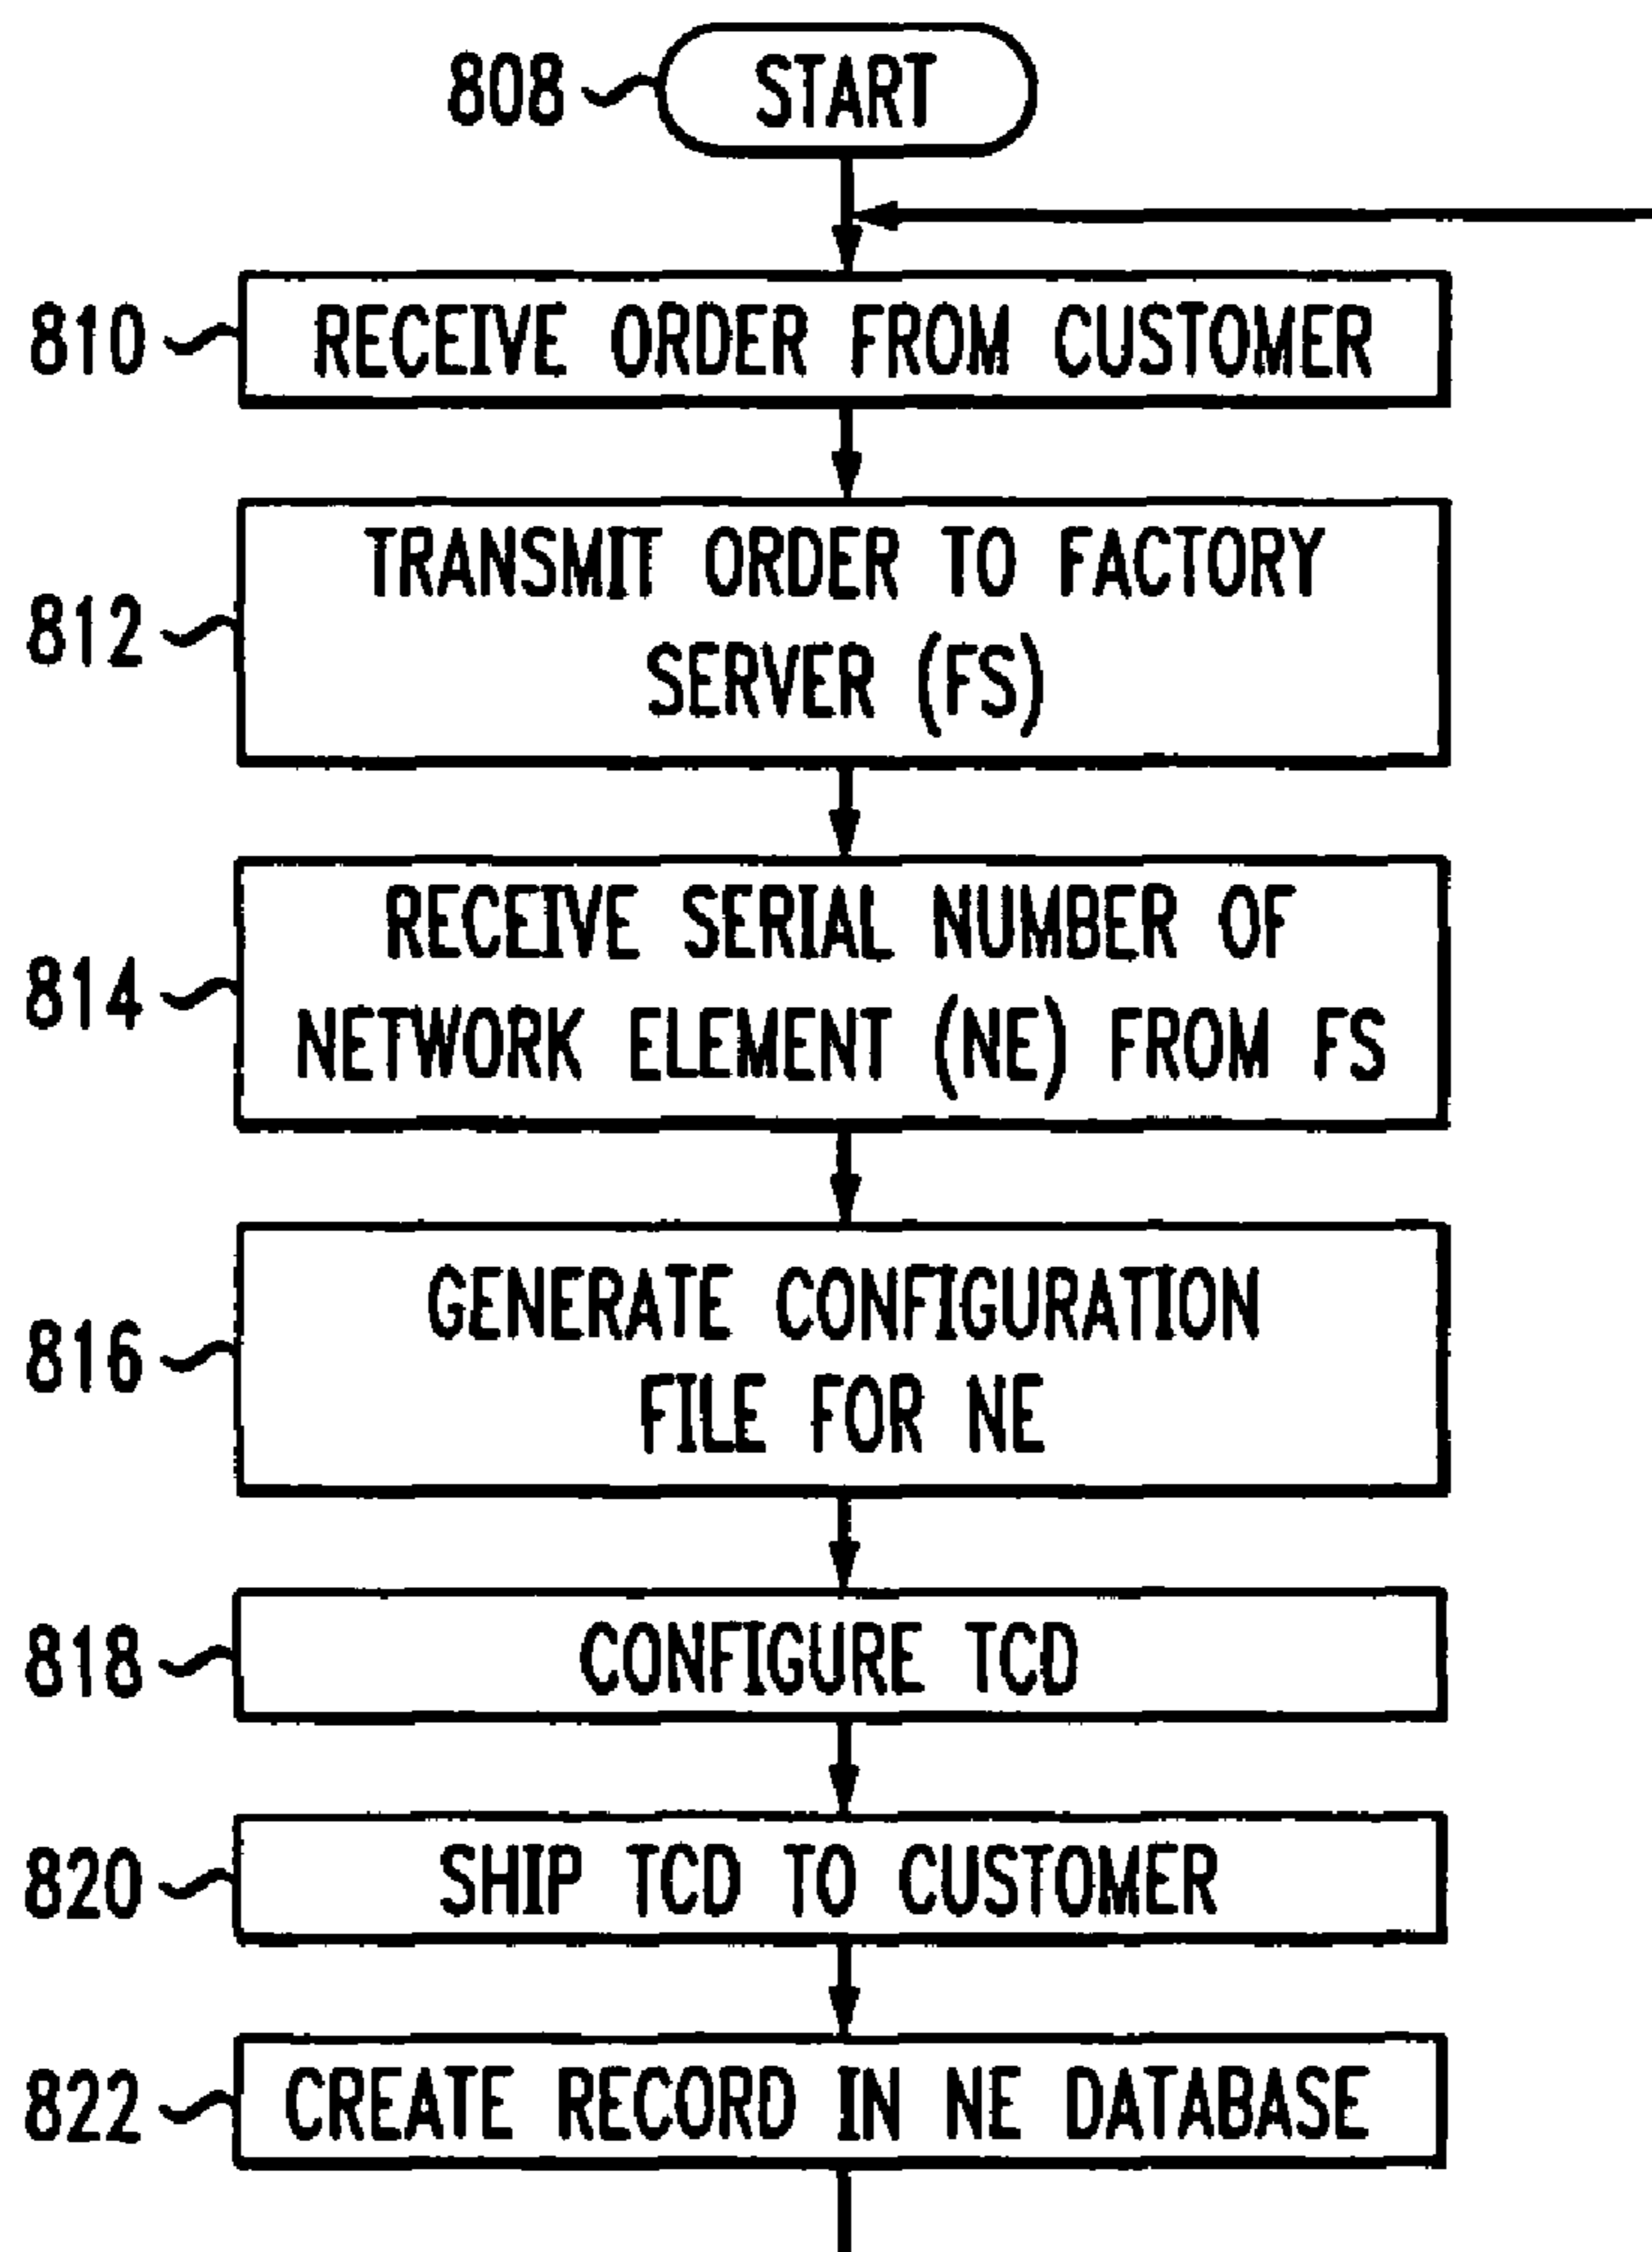 808
START
810
RECEIVE ORDER FROM CUSTOMER
812
TRANSMIT ORDER TO FACTORY
SERVER (FS)
814
RECEIVE SERIAL NUMBER OF
NETWORK ELEMENT (NE) FROM FS
816
GENERATE CONFIGURATION
FILE FOR NE
818
CONFIGURE TCD
820
SHIP TCD TO CUSTOMER
822
CREATE RECORD IN NE DATABASE